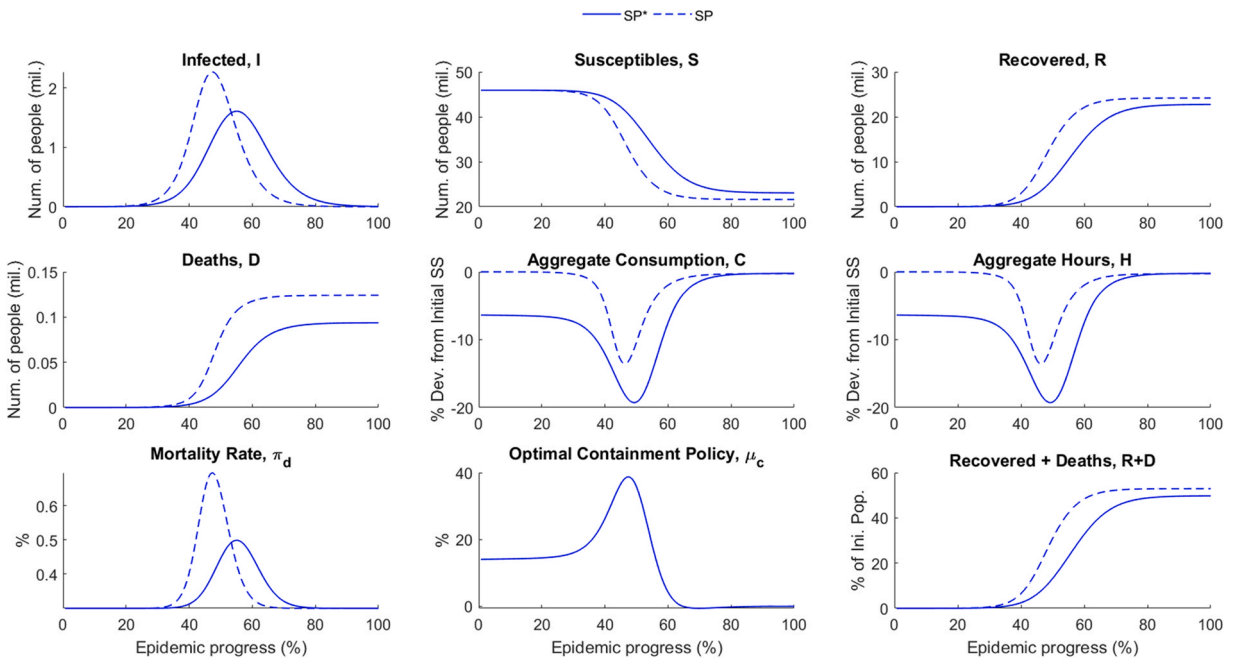 SP* SP
Infected, I
Num. of people (mil.)
2
1
0
0 20 40 60 80 100
Susceptibles, S
Num. of people (mil.)
50
40
30
20
0 20 40 60 80 100
Recovered, R
Num. of people (mil.)
30
20
10
0
0 20 40 60 80 100
Deaths, D
Num. of people (mil.)
0.15
0.1
0.05
0
0 20 40 60 80 100
Aggregate Consumption, C
% Dev. from Initial SS
0
-10
-20
0 20 40 60 80 100
Aggregate Hours, H
% Dev. from Initial SS
0
-10
-20
0 20 40 60 80 100
Mortality Rate, π_d
%
0.6
0.5
0.4
0 20 40 60 80 100
Epidemic progress (%)
Optimal Containment Policy, μ_c
%
40
20
0
0 20 40 60 80 100
Epidemic progress (%)
Recovered + Deaths, R+D
% of Ini. Pop.
60
40
20
0
0 20 40 60 80 100
Epidemic progress (%)